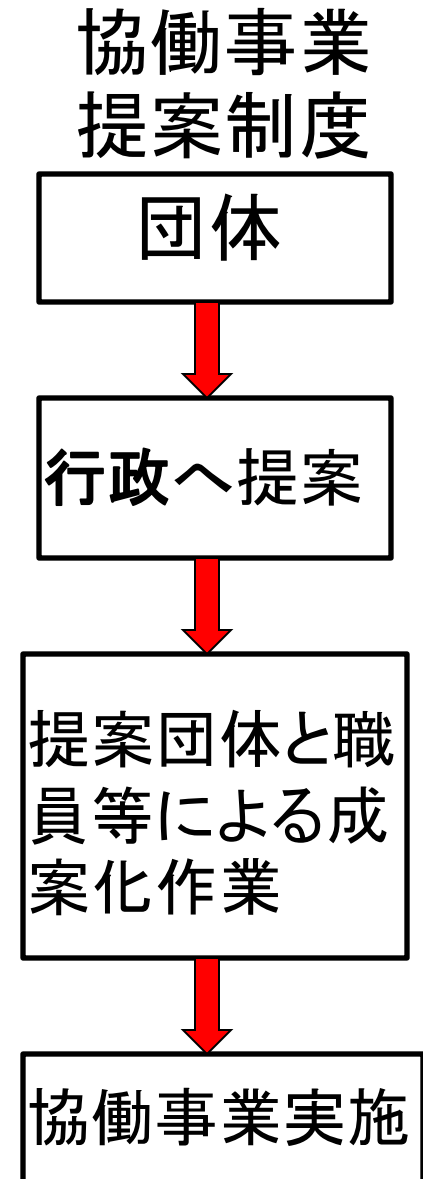 協働事業
提案制度
団体
行政へ提案
提案団体と職
員等による成
案化作業
協働事業実施